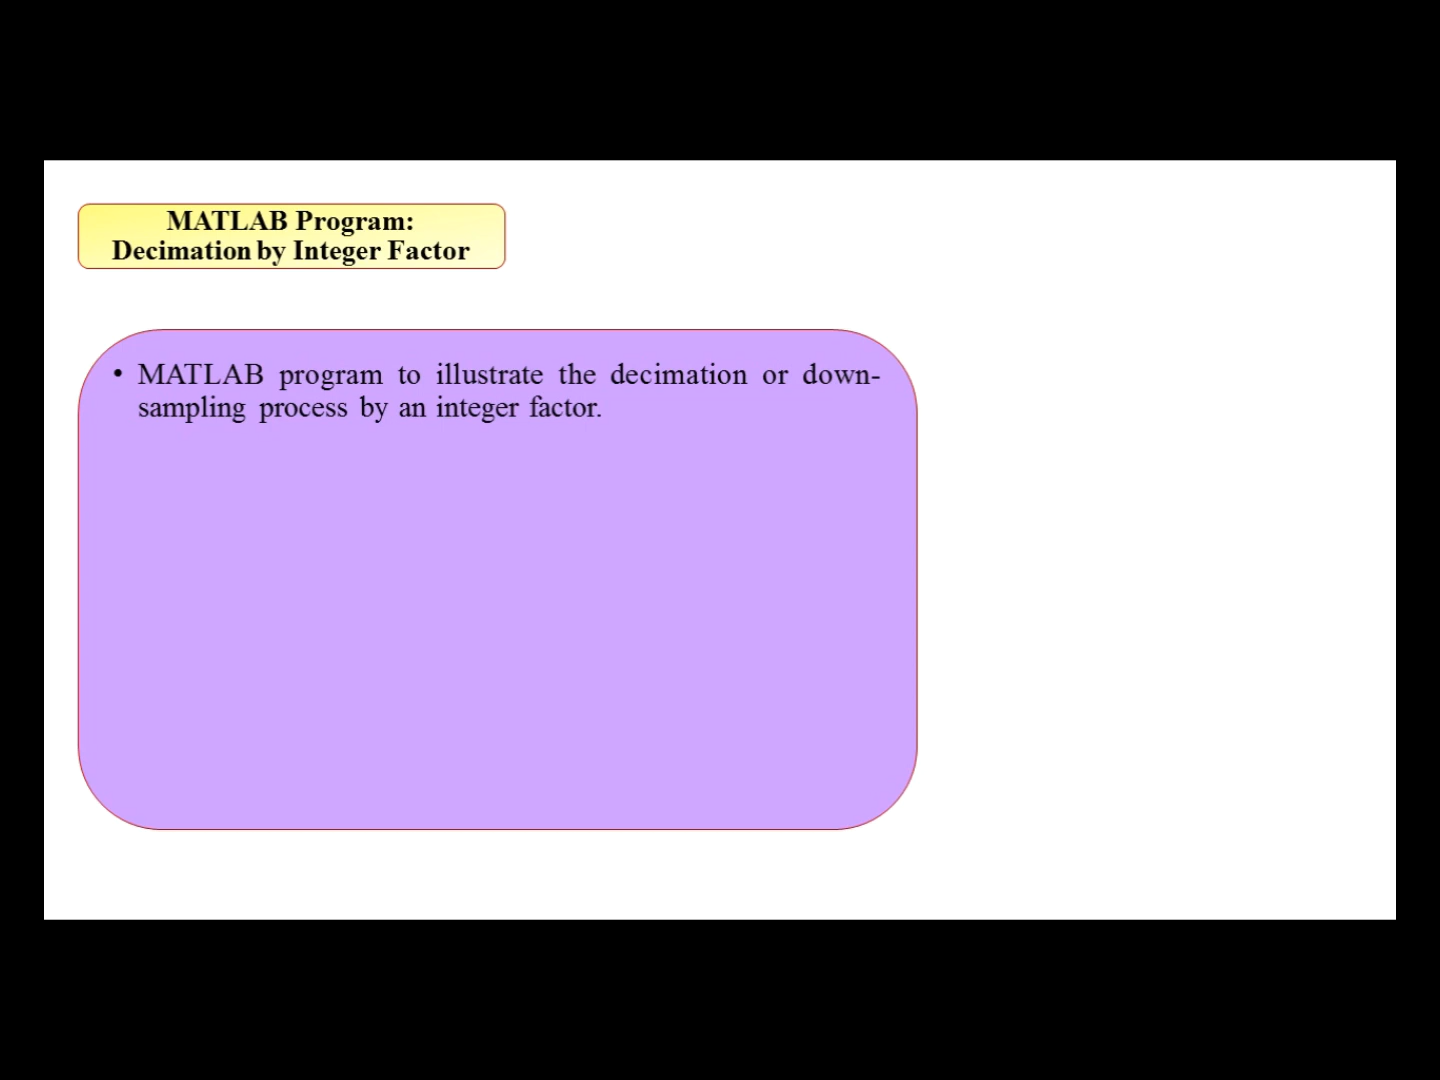 MATLAB Program:
Decimation by Integer Factor
• MATLAB program to illustrate the decimation or down-
sampling process by an integer factor.